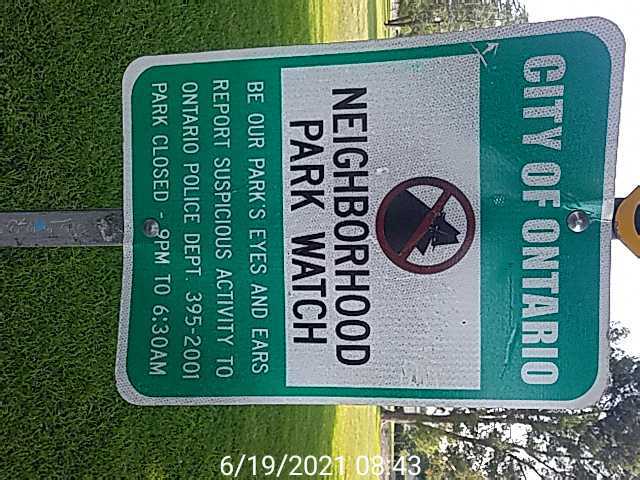 CITY OF ONTARIO
NEIGHBORHOOD
PARK WATCH
BE OUR PARK'S EYES AND EARS
REPORT SUSPICIOUS ACTIVITY TO
ONTARIO POLICE DEPT. 395-2001
PARK CLOSED - 9PM TO 6:30AM
6/19/2021 08:43